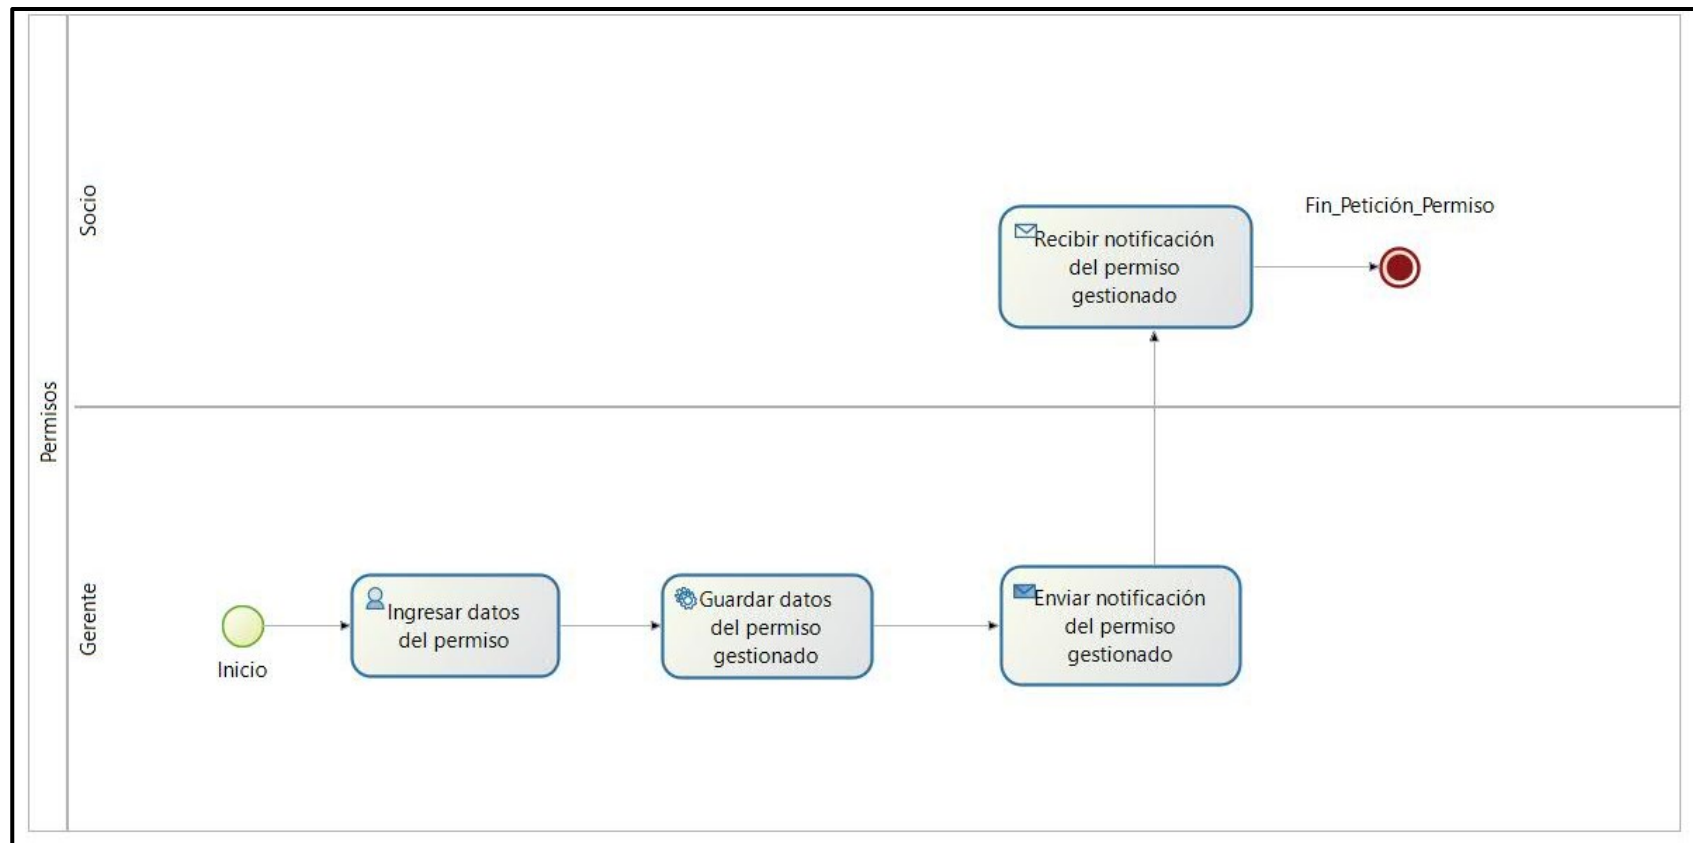 Permisos
Socio
Recibir notificación
del permiso
gestionado
Fin_Petición_Permiso
Gerente
Inicio
Ingresar datos
del permiso
Guardar datos
del permiso
gestionado
Enviar notificación
del permiso
gestionado